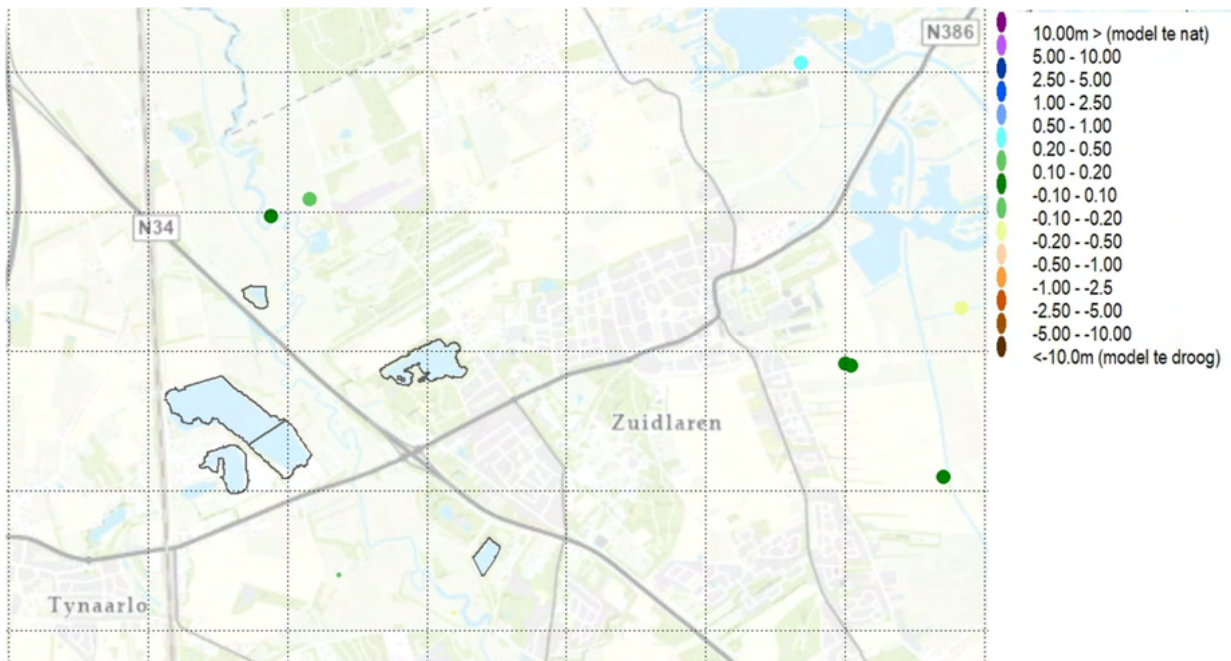 N386
N34
Zuidlaren
Tynaarlo
10.00m > (model te nat)
5.00 - 10.00
2.50 - 5.00
1.00 - 2.50
0.50 - 1.00
0.20 - 0.50
0.10 - 0.20
-0.10 - 0.10
-0.10 - -0.20
-0.20 - -0.50
-0.50 - -1.00
-1.00 - -2.5
-2.50 - -5.00
-5.00 - -10.00
<-10.0m (model te droog)